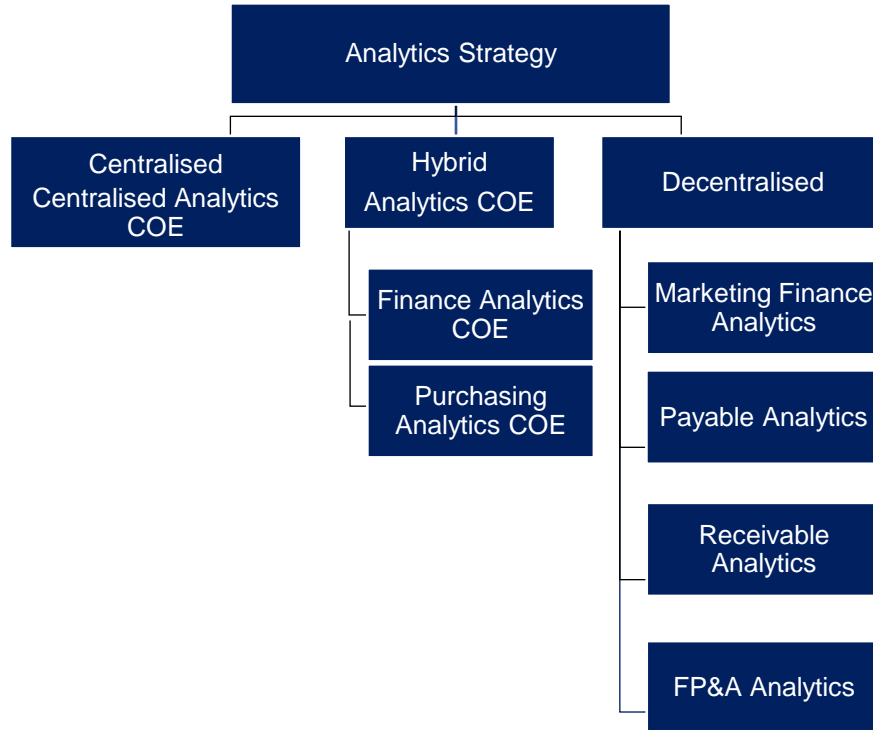 Analytics Strategy
Centralised
Centralised Analytics
COE
Hybrid
Analytics COE
Finance Analytics
COE
Purchasing
Analytics COE
Decentralised
Marketing Finance
Analytics
Payable Analytics
Receivable
Analytics
FP&A Analytics